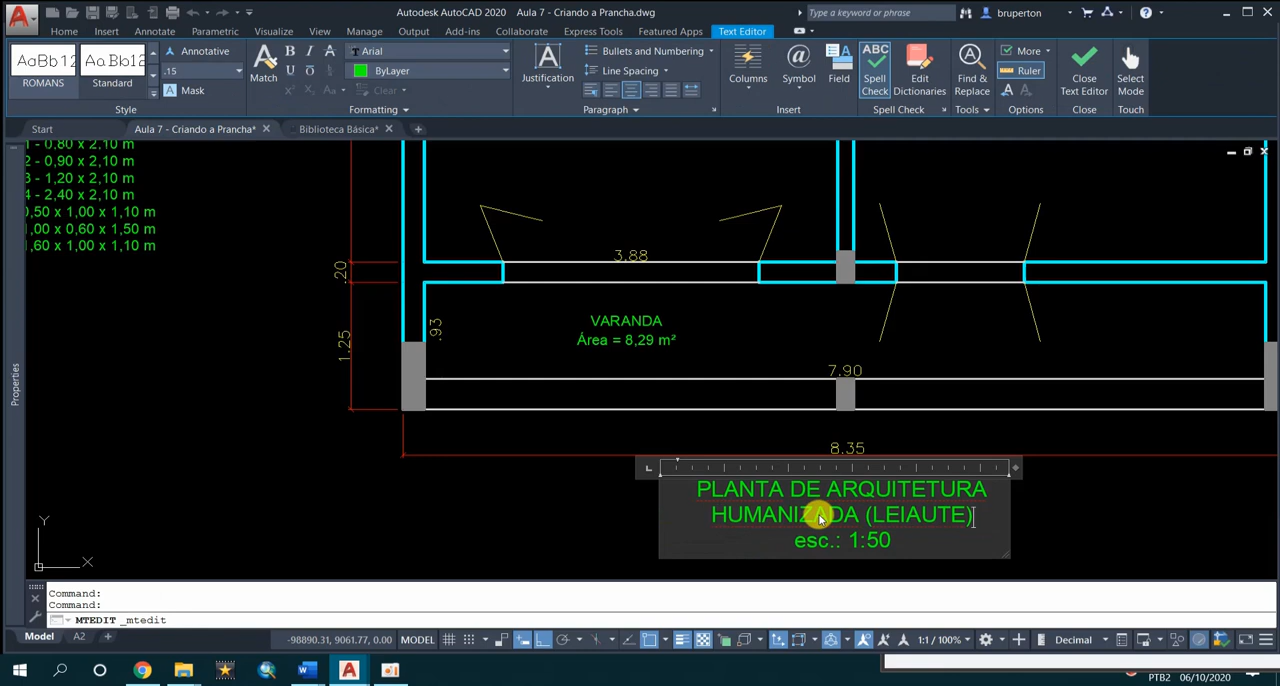 Autodesk AutoCAD 2020 Aula 7 - Criando a Prancha.dwg
Type a keyword or phrase
bruperton
Home Insert Annotate Parametric View Manage Output Add-ins Collaborate Express Tools Featured Apps Text Editor
AaBb12 AaBb12
ROMANS Standard
Annotative
.15
Mask
Style
Match
Arial
ByLayer
Clear
Formatting
Justification
Bullets and Numbering
Line Spacing
Paragraph
Columns Symbol Field
Insert
ABC
Spell Check
Edit Dictionaries
Spell Check
Find & Replace
Tools
More
Ruler
Options
Close Text Editor
Close
Select Mode
Touch
Start Aula 7 - Criando a Prancha* Biblioteca Básica*
1 - 0,80 x 2,10 m
2 - 0,90 x 2,10 m
3 - 1,20 x 2,10 m
4 - 2,40 x 2,10 m
0,50 x 1,00 x 1,10 m
1,00 x 0,60 x 1,50 m
1,60 x 1,00 x 1,10 m
Properties
3.88
.20
VARANDA
Área = 8,29 m²
.93
1.25
7.90
8.35
PLANTA DE ARQUITETURA
HUMANIZADA (LEIAUTE)
esc.: 1:50
Y
X
Command:
Command:
MTEDIT _mtedit
Model A2
-98890.31, 9061.77, 0.00 MODEL
1:1 / 100%
Decimal
PTB2 06/10/2020